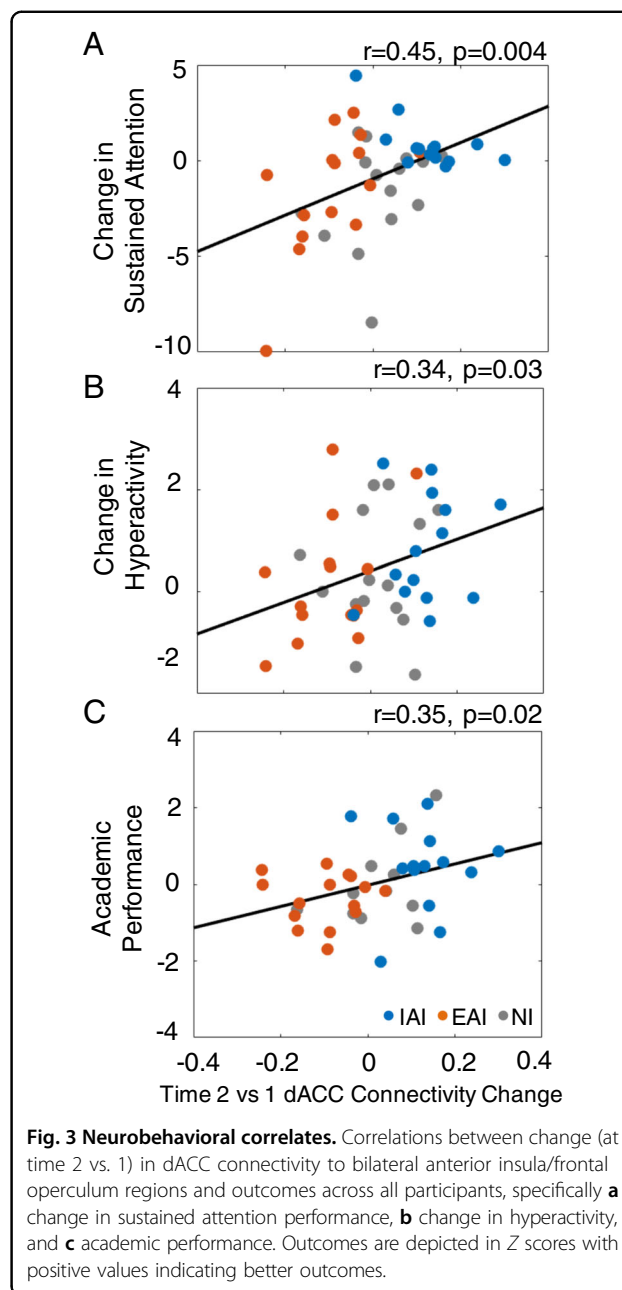 A
r=0.45, p=0.004
5
0
-5
-10
Change in
Sustained Attention
r=0.34, p=0.03
B
4
2
0
-2
Change in
Hyperactivity
r=0.35, p=0.02
C
4
2
0
-2
-4
Academic
Performance
IAI EAI NI
-0.4 -0.2 0 0.2 0.4
Time 2 vs 1 dACC Connectivity Change
Fig. 3 Neurobehavioral correlates. Correlations between change (at
time 2 vs. 1) in dACC connectivity to bilateral anterior insula/frontal
operculum regions and outcomes across all participants, specifically a
change in sustained attention performance, b change in hyperactivity,
and c academic performance. Outcomes are depicted in Z scores with
positive values indicating better outcomes.